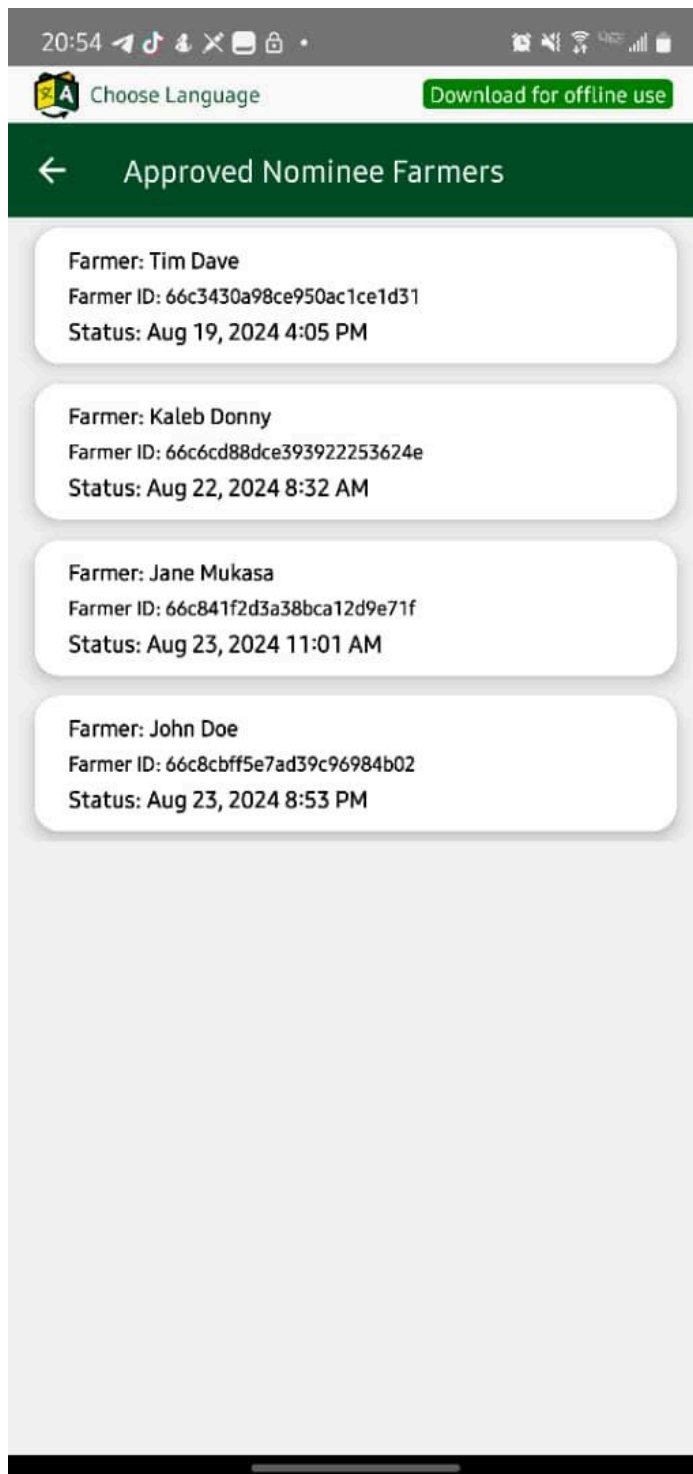 20:54
Choose Language
Download for offline use
Approved Nominee Farmers
Farmer: Tim Dave
Farmer ID: 66c3430a98ce950ac1ce1d31
Status: Aug 19, 2024 4:05 PM
Farmer: Kaleb Donny
Farmer ID: 66c6cd88dce393922253624e
Status: Aug 22, 2024 8:32 AM
Farmer: Jane Mukasa
Farmer ID: 66c841f2d3a38bca12d9e71f
Status: Aug 23, 2024 11:01 AM
Farmer: John Doe
Farmer ID: 66c8cbff5e7ad39c96984b02
Status: Aug 23, 2024 8:53 PM